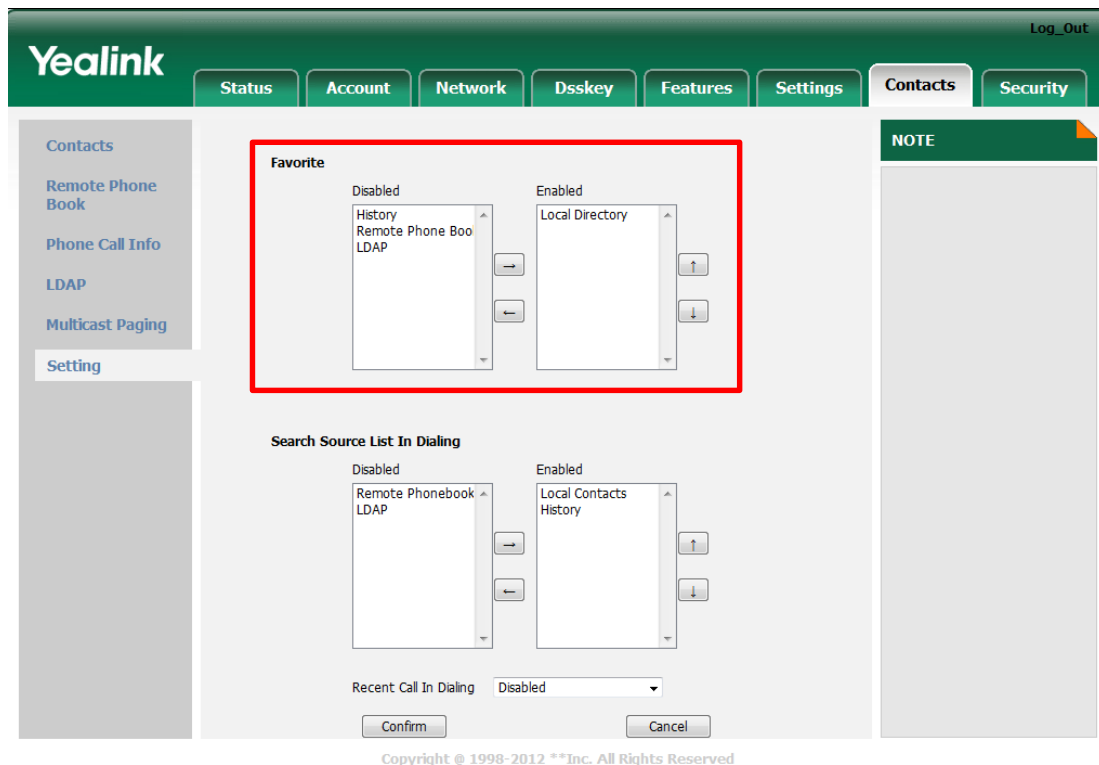 Log_Out
Yealink
Status
Account
Network
Dsskey
Features
Settings
Contacts
Security
Contacts
Remote Phone
Book
Phone Call Info
LDAP
Multicast Paging
Setting
Favorite
Disabled
Enabled
History
Remote Phone Boo
LDAP
Local Directory
→
←
↑
↓
Search Source List In Dialing
Disabled
Enabled
Remote Phonebook
LDAP
Local Contacts
History
→
←
↑
↓
Recent Call In Dialing
Disabled
Confirm
Cancel
NOTE
Copyright @ 1998-2012 **Inc. All Rights Reserved